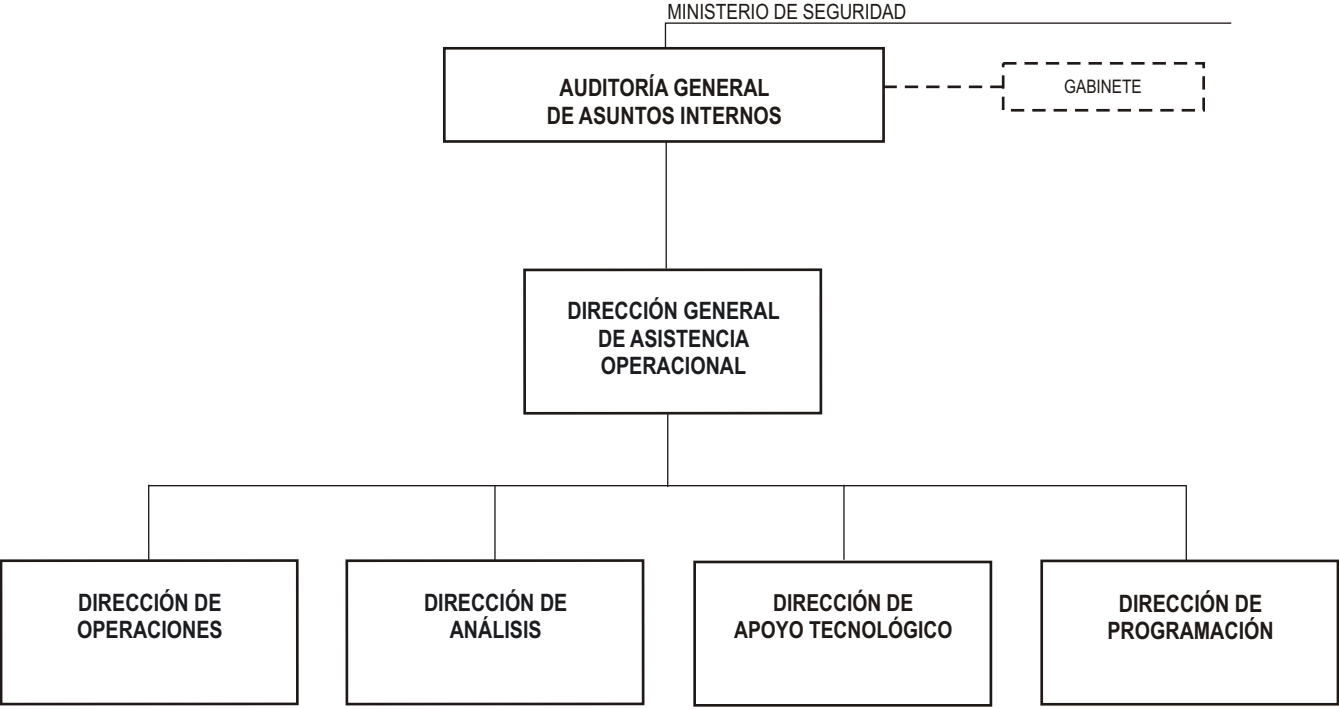 MINISTERIO DE SEGURIDAD
AUDITORÍA GENERAL
DE ASUNTOS INTERNOS
GABINETE
DIRECCIÓN GENERAL
DE ASISTENCIA
OPERACIONAL
DIRECCIÓN DE
OPERACIONES
DIRECCIÓN DE
ANÁLISIS
DIRECCIÓN DE
APOYO TECNOLÓGICO
DIRECCIÓN DE
PROGRAMACIÓN